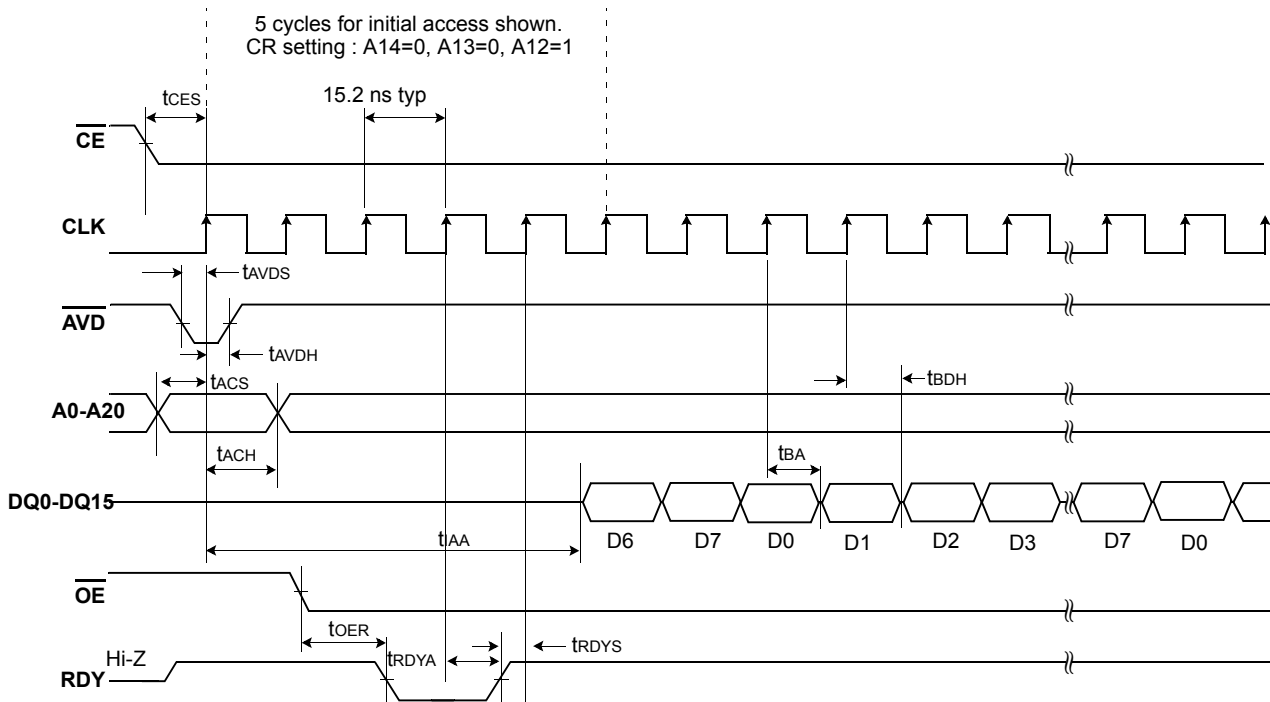 5 cycles for initial access shown.
CR setting : A14=0, A13=0, A12=1
tCES
15.2 ns typ
CE
CLK
tAVDS
AVD
tAVDH
tACS
tBDH
A0-A20
tACH
tBA
DQ0-DQ15
D6 D7 D0 D1 D2 D3 D7 D0
tIAA
OE
tOER
tRDYS
Hi-Z
tRDYA
RDY